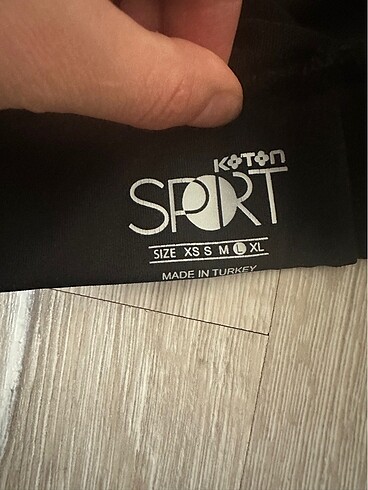 KOTON
SPORT
SIZE XS S M L XL
MADE IN TURKEY